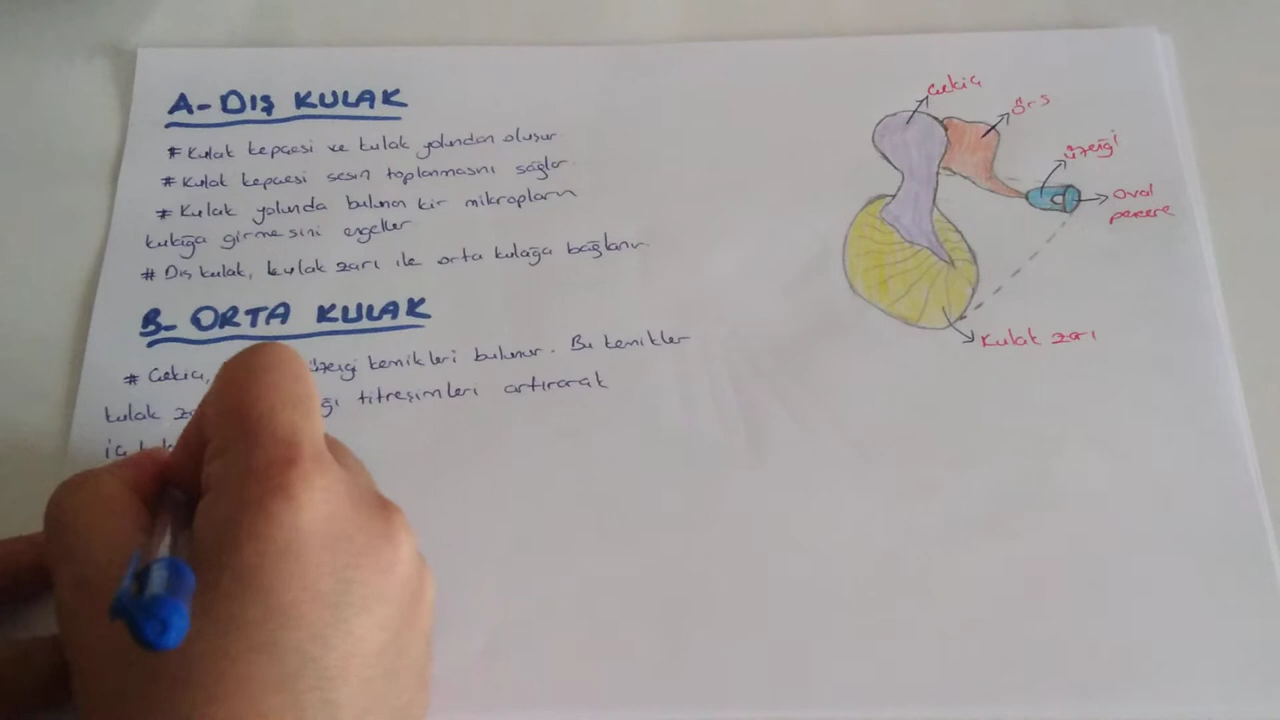 A-DIŞ KULAK
* Kulak kepçesi ve kulak yolundan oluşur.
* Kulak kepçesi sesin toplanmasını sağlar.
* Kulak yolunda bulunan kir mikropların
kulağa girmesini engeller
* Dış kulak, kulak zarı ile orta kulağa bağlanır.
B- ORTA KULAK
* Çekiç, üzengi kemikleri bulunur. Bu kemikler
kulak titreşimleri artırarak
iç
Çekiç
Örs
üzengi
Oval
pencere
Kulak zarı